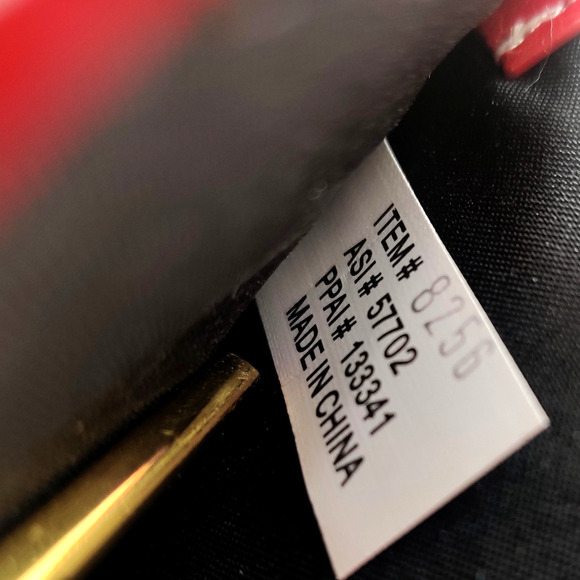 ITEM# 8256
ASI# 57702
PPAI# 133341
MADE IN CHINA